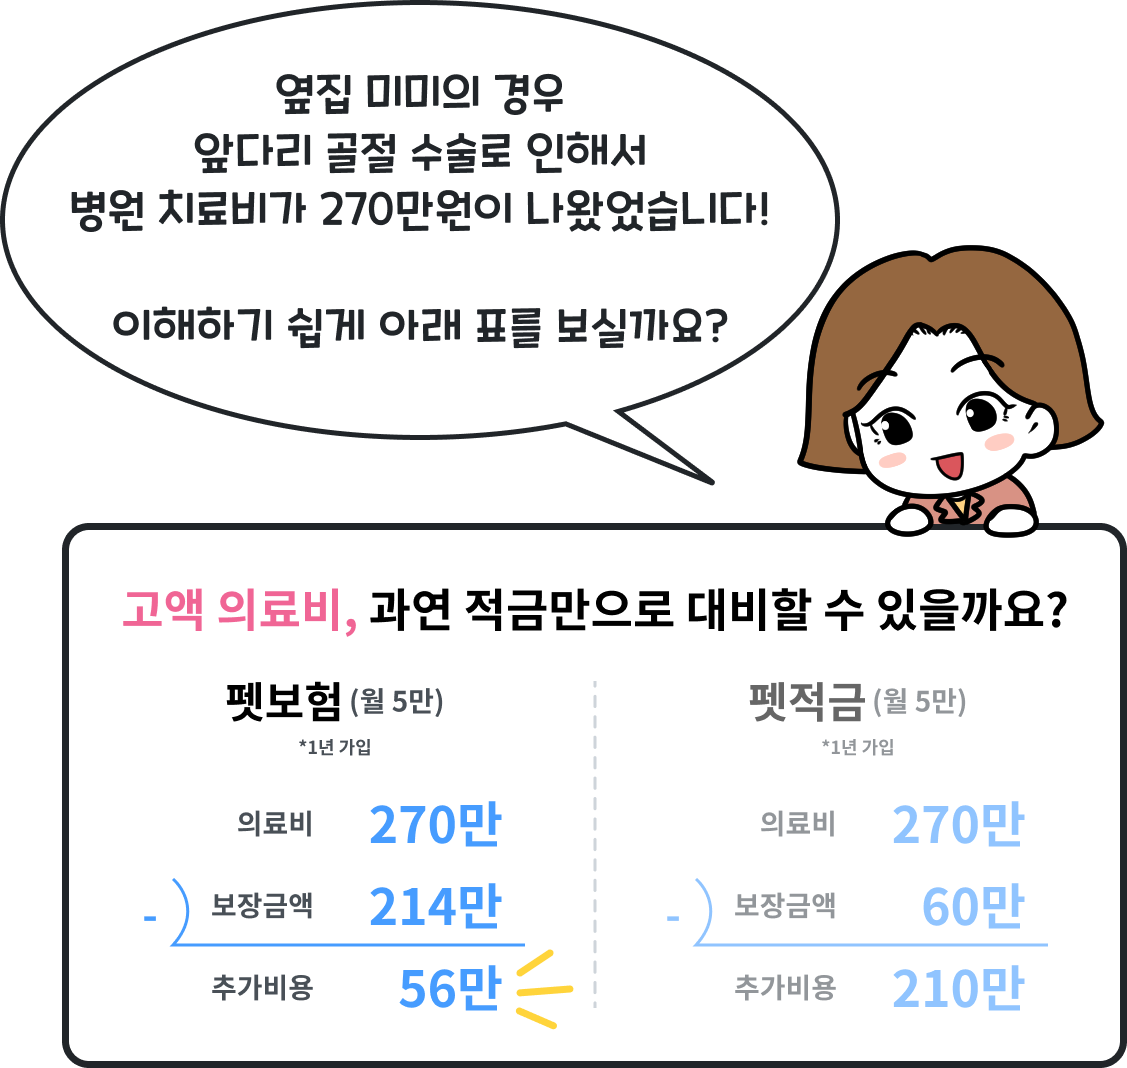 옆집 미미의 경우
앞다리 골절 수술로 인해서
병원 치료비가 270만원이 나왔었습니다!
이해하기 쉽게 아래 표를 보실까요?
고액 의료비, 과연 적금만으로 대비할 수 있을까요?
펫보험 (월 5만)
*1년 가입
의료비 270만
- 보장금액 214만
추가비용 56만
펫적금 (월 5만)
*1년 가입
의료비 270만
- 보장금액 60만
추가비용 210만